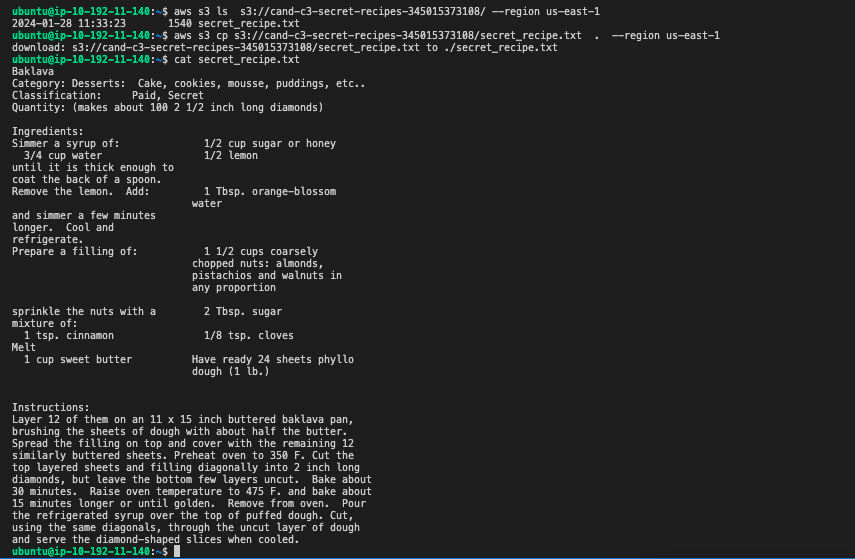 ubuntu@ip-10-192-11-140:~$ aws s3 ls  s3://cand-c3-secret-recipes-345015373108/ --region us-east-1
2024-01-28 11:33:23       1540 secret_recipe.txt
ubuntu@ip-10-192-11-140:~$ aws s3 cp s3://cand-c3-secret-recipes-345015373108/secret_recipe.txt  .  --region us-east-1
download: s3://cand-c3-secret-recipes-345015373108/secret_recipe.txt to ./secret_recipe.txt
ubuntu@ip-10-192-11-140:~$ cat secret_recipe.txt
Baklava
Category: Desserts:  Cake, cookies, mousse, puddings, etc..
Classification:     Paid, Secret
Quantity: (makes about 100 2 1/2 inch long diamonds)

Ingredients:
Simmer a syrup of:              1/2 cup sugar or honey
  3/4 cup water                 1/2 lemon
until it is thick enough to
coat the back of a spoon.
Remove the lemon.  Add:         1 Tbsp. orange-blossom
                              water
and simmer a few minutes
longer.  Cool and
refrigerate.
Prepare a filling of:           1 1/2 cups coarsely
                              chopped nuts: almonds,
                              pistachios and walnuts in
                              any proportion

sprinkle the nuts with a        2 Tbsp. sugar
mixture of:
  1 tsp. cinnamon               1/8 tsp. cloves
Melt
  1 cup sweet butter          Have ready 24 sheets phyllo
                              dough (1 lb.)


Instructions:
Layer 12 of them on an 11 x 15 inch buttered baklava pan,
brushing the sheets of dough with about half the butter.
Spread the filling on top and cover with the remaining 12
similarly buttered sheets. Preheat oven to 350 F. Cut the
top layered sheets and filling diagonally into 2 inch long
diamonds, but leave the bottom few layers uncut.  Bake about
30 minutes.  Raise oven temperature to 475 F. and bake about
15 minutes longer or until golden.  Remove from oven.  Pour
the refrigerated syrup over the top of puffed dough. Cut,
using the same diagonals, through the uncut layer of dough
and serve the diamond-shaped slices when cooled.
ubuntu@ip-10-192-11-140:~$